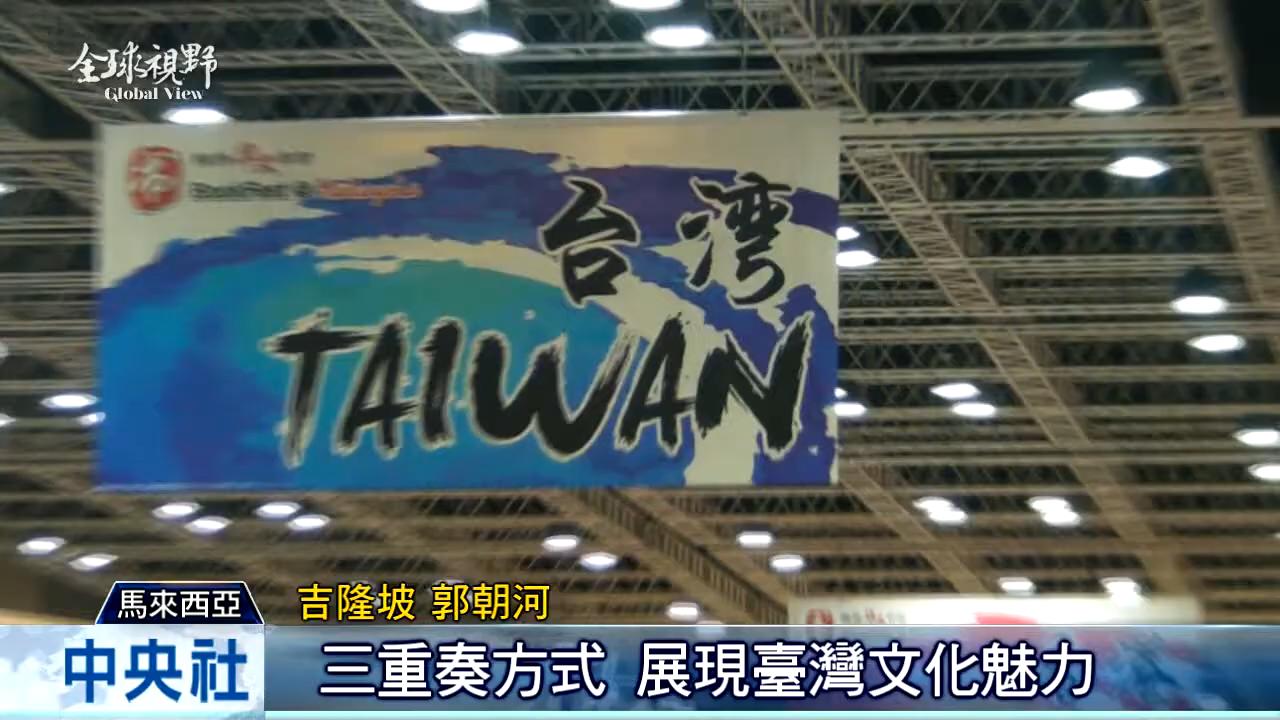 全球視野
Global View
台湾
TAIWAN
馬來西亞
吉隆坡 郭朝河
中央社
三重奏方式 展現臺灣文化魅力